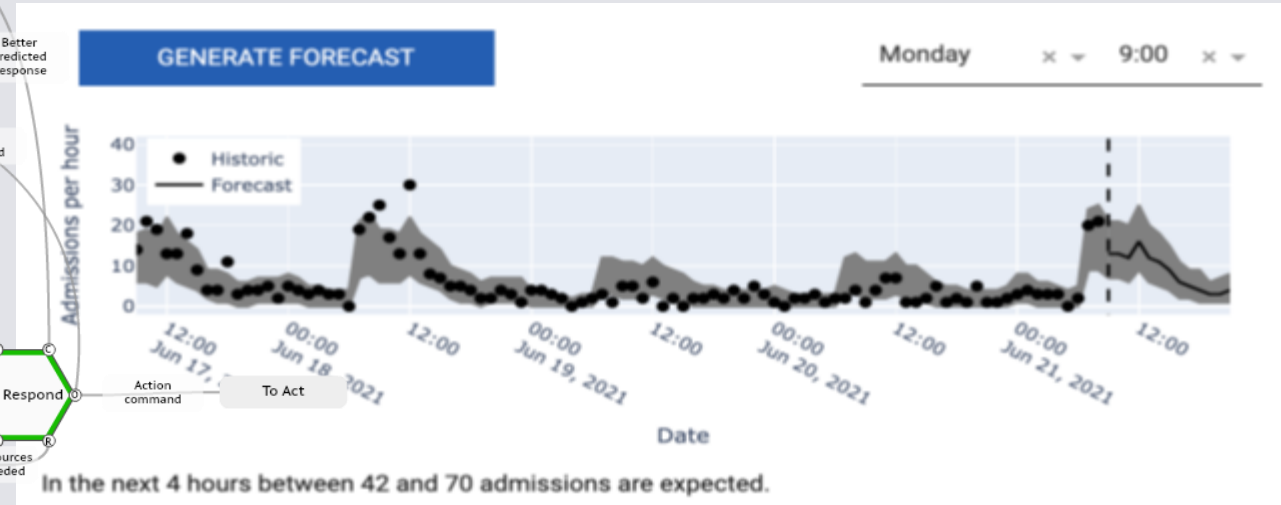 Better
redicted
esponse
GENERATE FORECAST
Monday
9:00
d
Admissions per hour
40
30
20
10
0
Historic
Forecast
12:00
Jun 17,
00:00
Jun 18, 2021
12:00
00:00
Jun 19, 2021
12:00
00:00
Jun 20, 2021
12:00
00:00
Jun 21, 2021
12:00
Date
C
Respond
O
R
Action
command
To Act
ources
eded
In the next 4 hours between 42 and 70 admissions are expected.